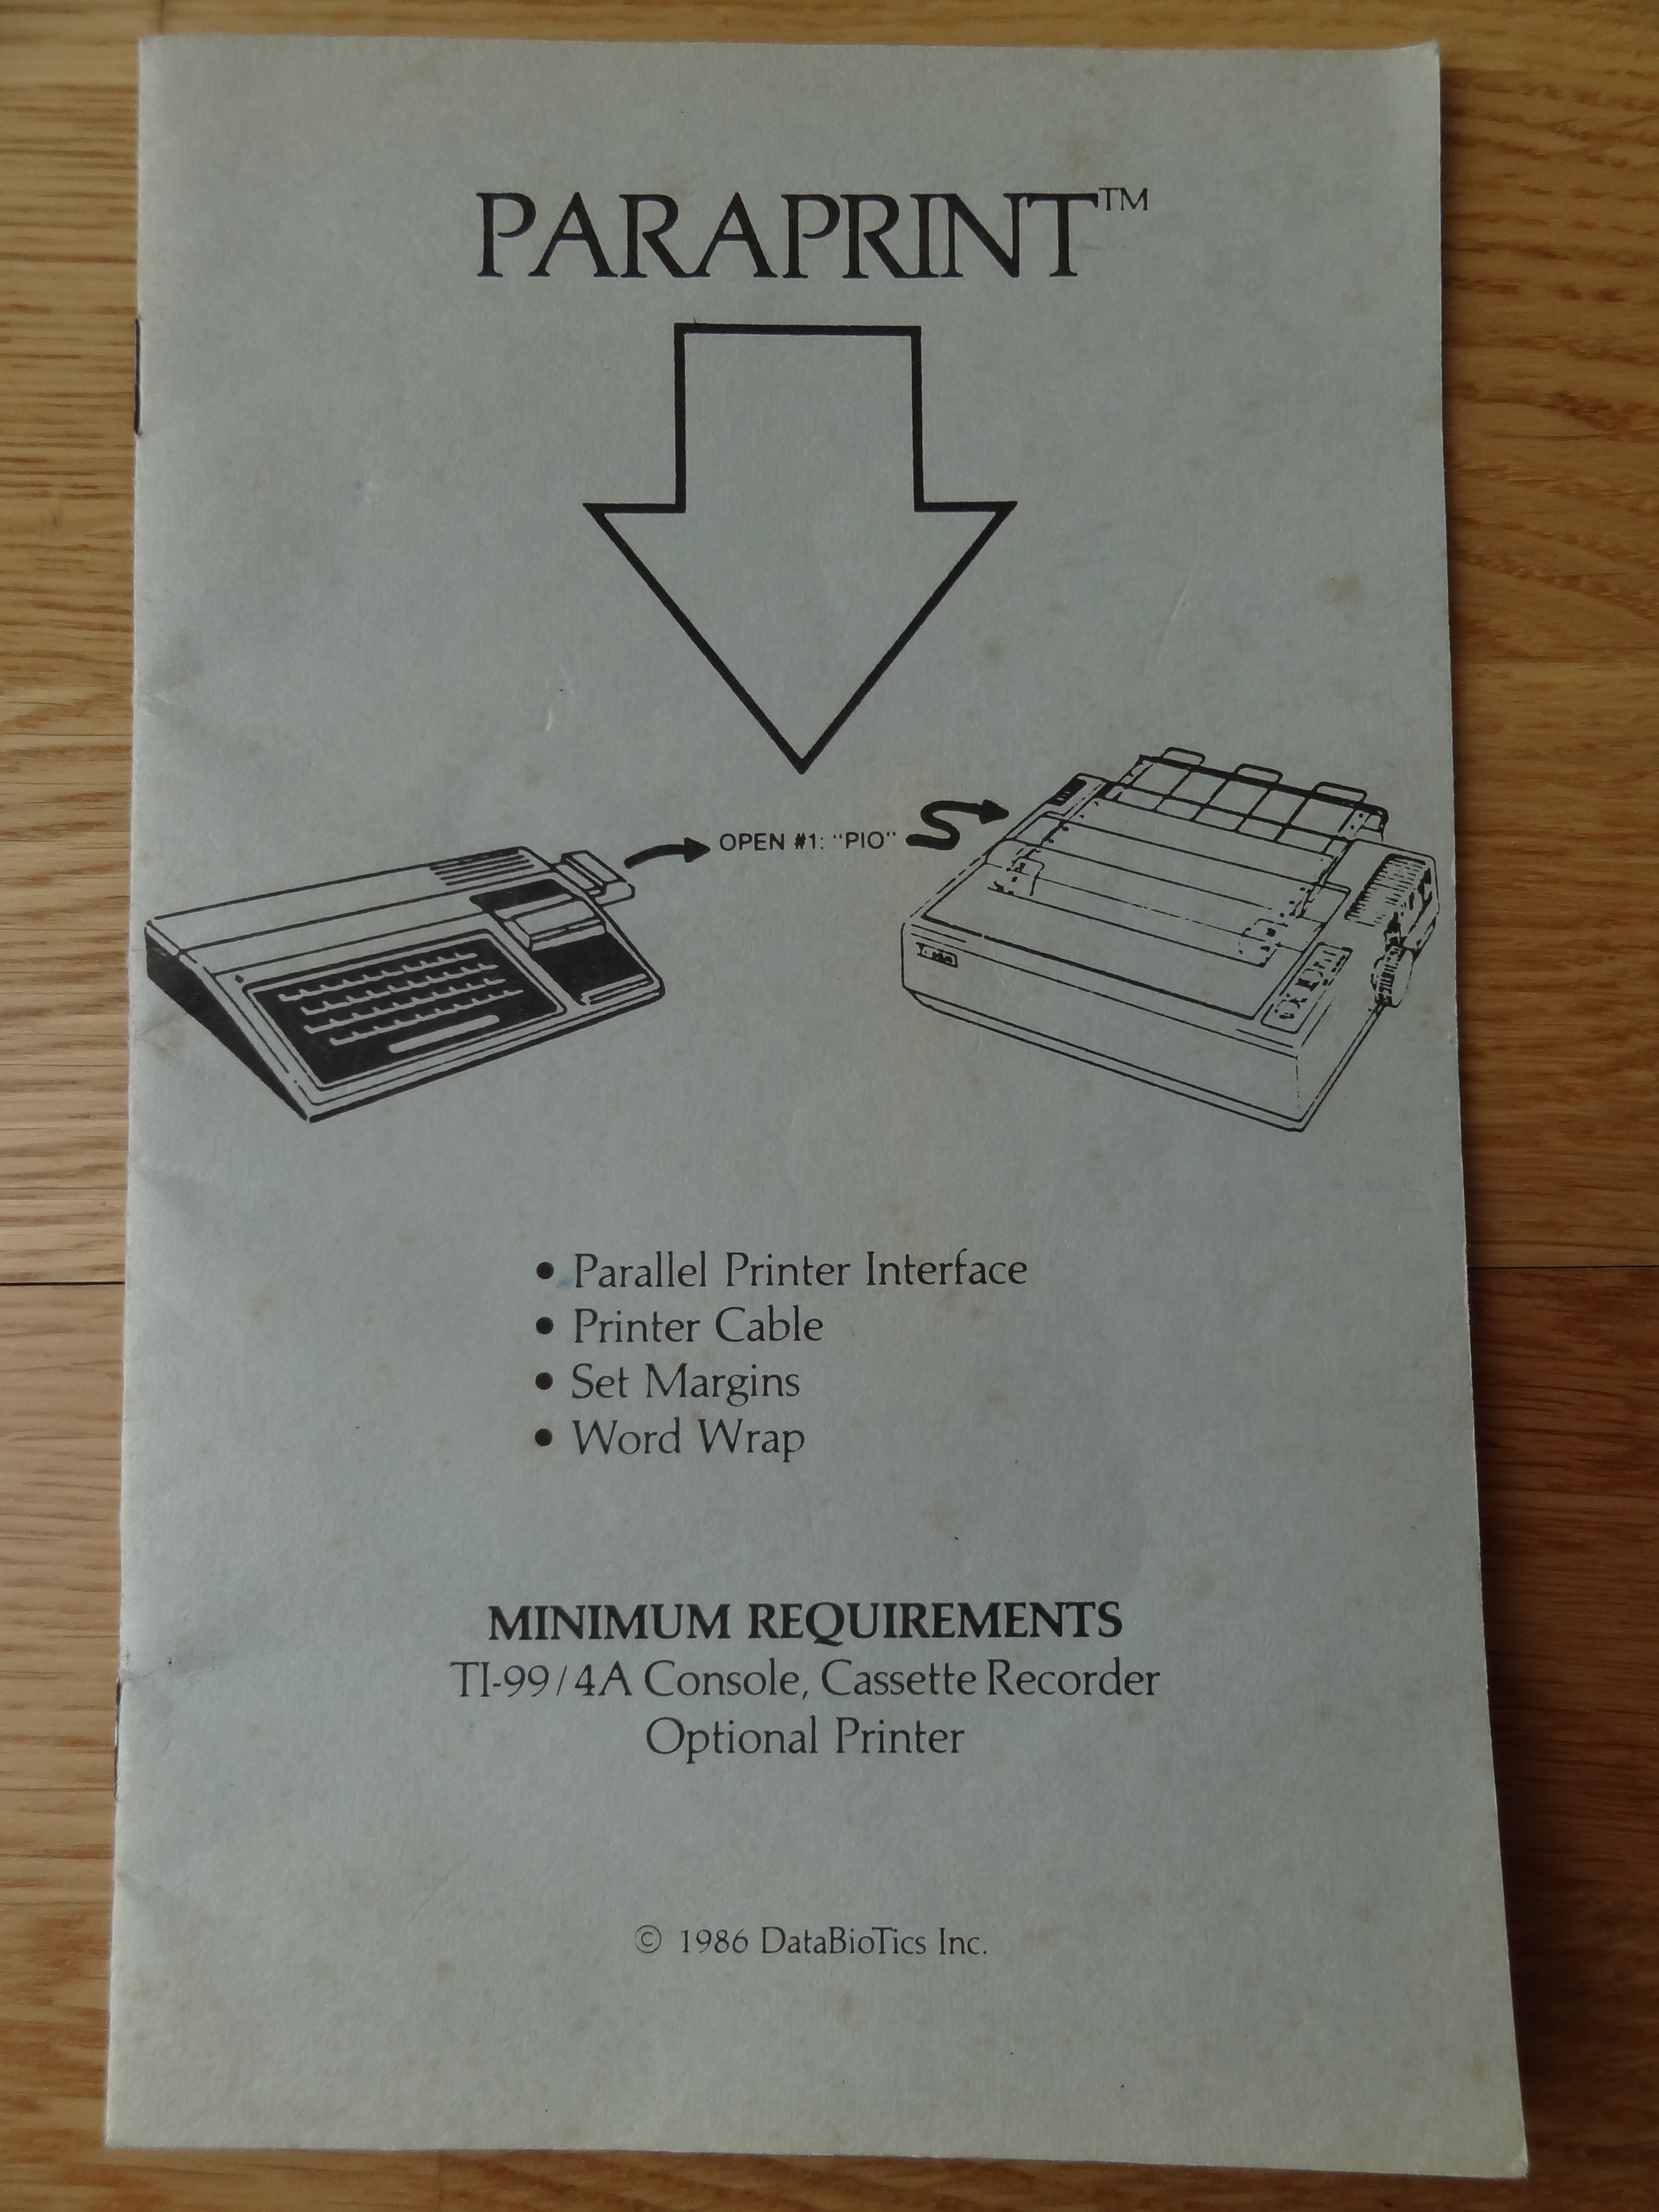 PARAPRINT™
OPEN #1: "PIO"
• Parallel Printer Interface
• Printer Cable
• Set Margins
• Word Wrap
MINIMUM REQUIREMENTS
TI-99/4A Console, Cassette Recorder
Optional Printer
© 1986 DataBioTics Inc.